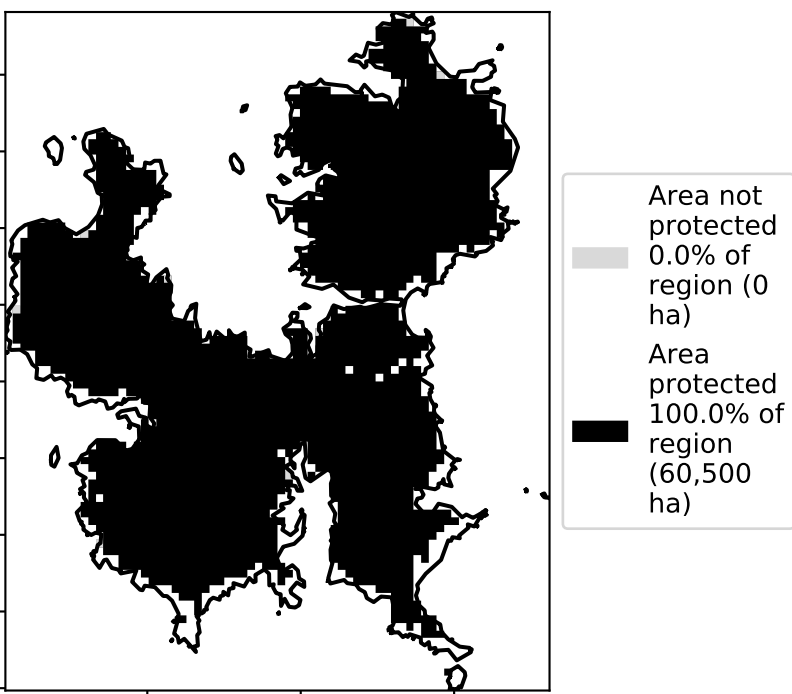 Area not
protected
0.0% of
region (0
ha)
Area
protected
100.0% of
region
(60,500
ha)